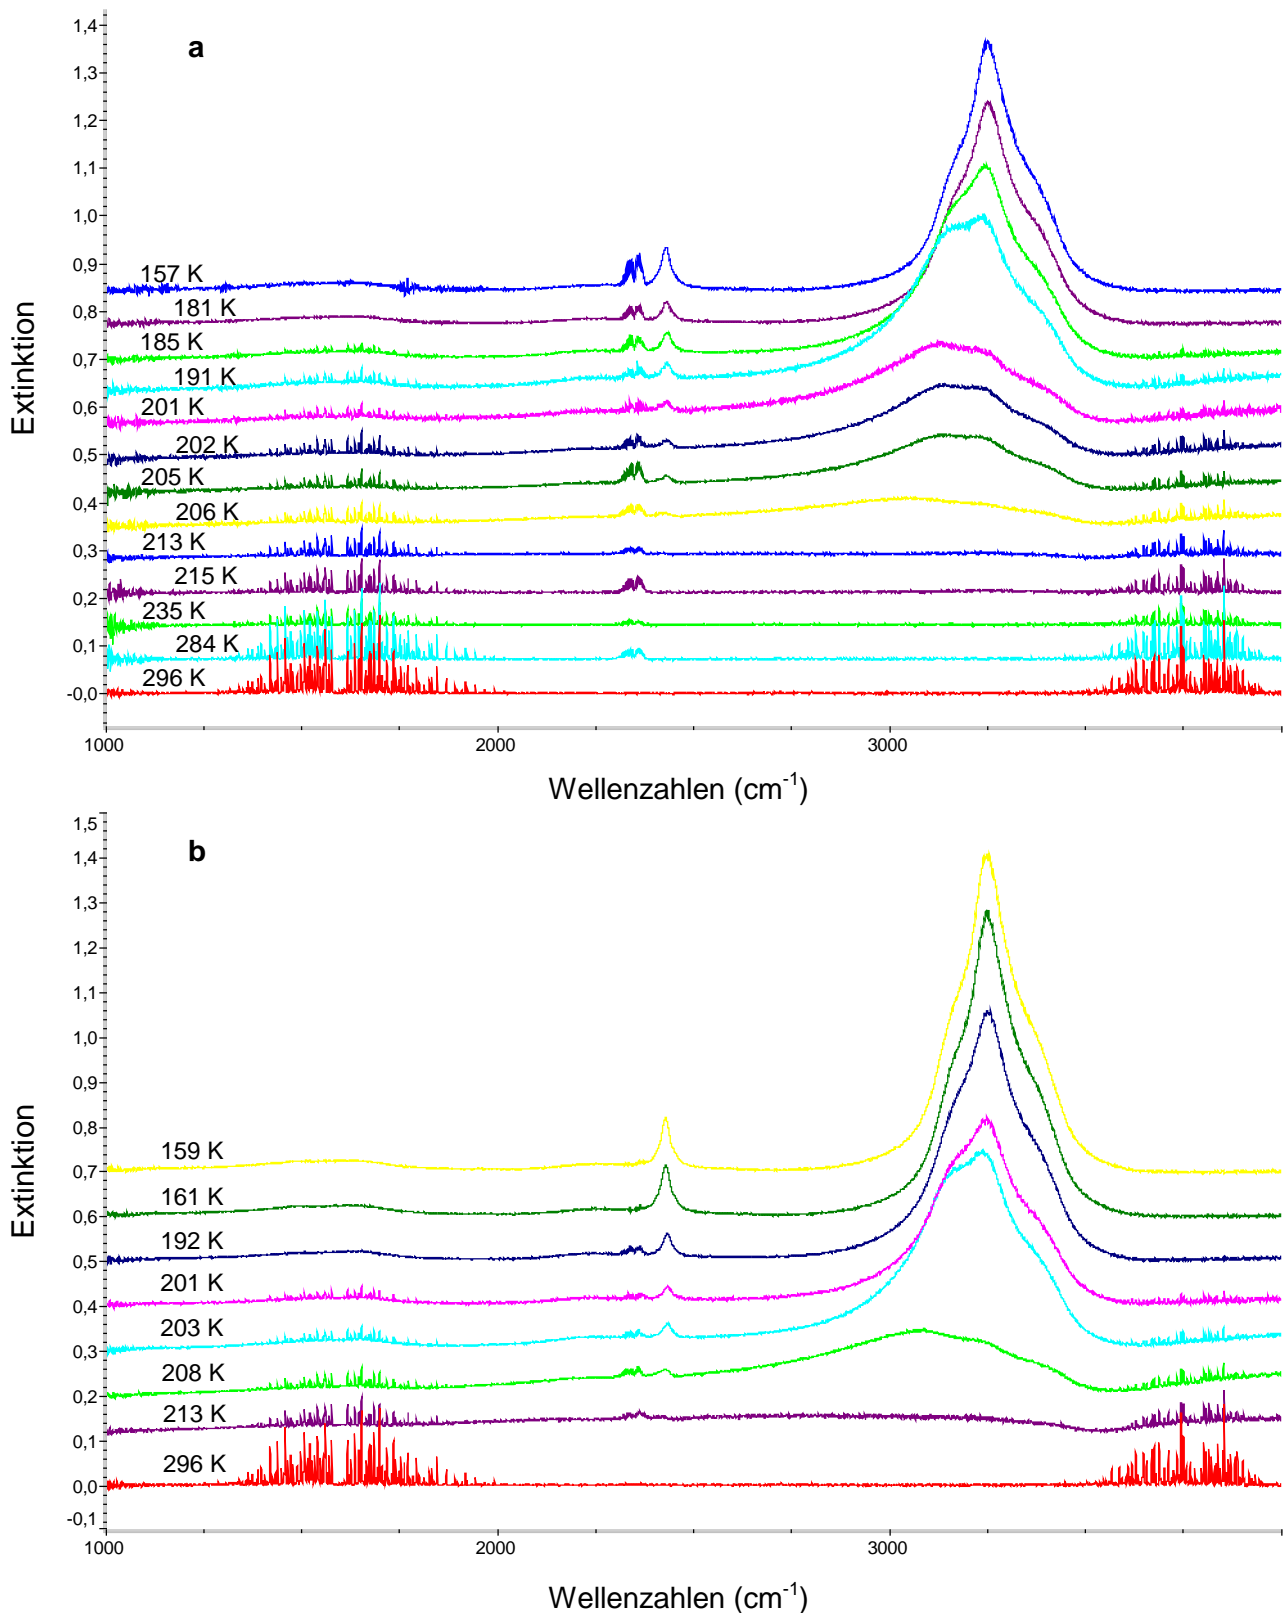 a
1,4
1,3
1,2
1,1
1,0
0,9
0,8
0,7
0,6
0,5
0,4
0,3
0,2
0,1
-0,0
Extinktion
157 K
181 K
185 K
191 K
201 K
202 K
205 K
206 K
213 K
215 K
235 K
284 K
296 K
1000
2000
3000
Wellenzahlen (cm-1)
b
1,5
1,4
1,3
1,2
1,1
1,0
0,9
0,8
0,7
0,6
0,5
0,4
0,3
0,2
0,1
0,0
-0,1
Extinktion
159 K
161 K
192 K
201 K
203 K
208 K
213 K
296 K
1000
2000
3000
Wellenzahlen (cm-1)